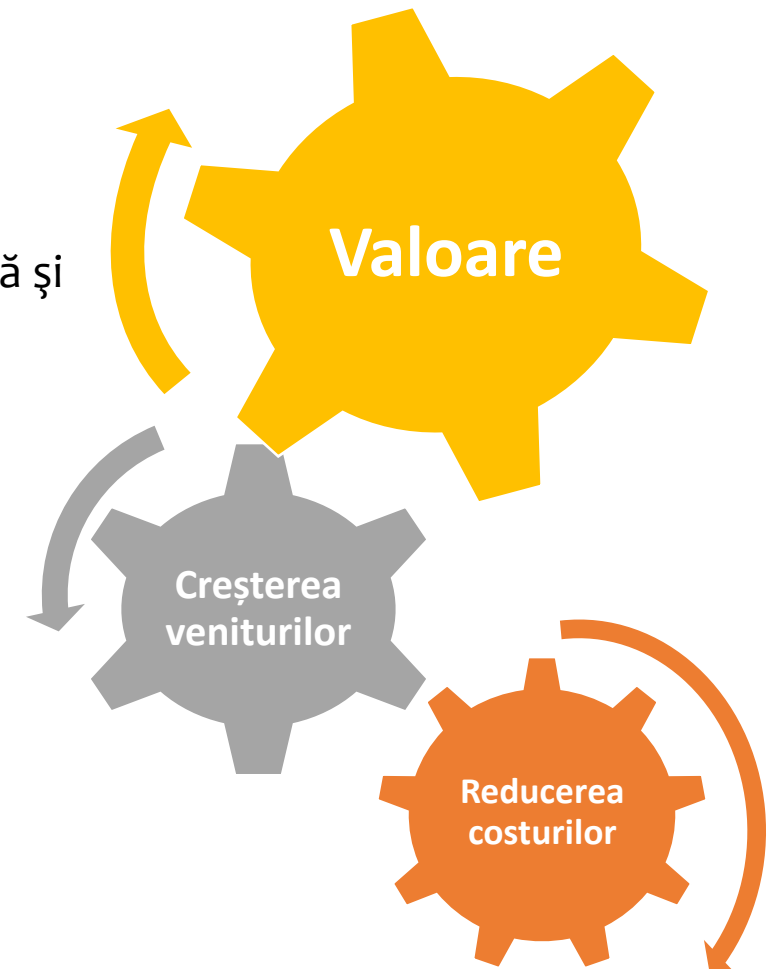 Valoare
ă şi
Creșterea
veniturilor
Reducerea
costurilor